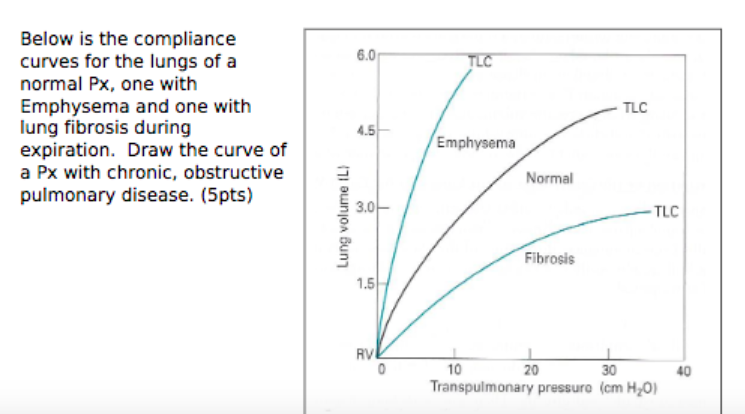 Below is the compliance
curves for the lungs of a
normal Px, one with
Emphysema and one with
lung fibrosis during
expiration. Draw the curve of
a Px with chronic, obstructive
pulmonary disease. (5pts)
6.0
TLC
TLC
4.5
Emphysema
Normal
3.0
TLC
Lung volume (L)
Fibrosis
1.5
RV
0 10 20 30 40
Transpulmonary pressure (cm H₂O)